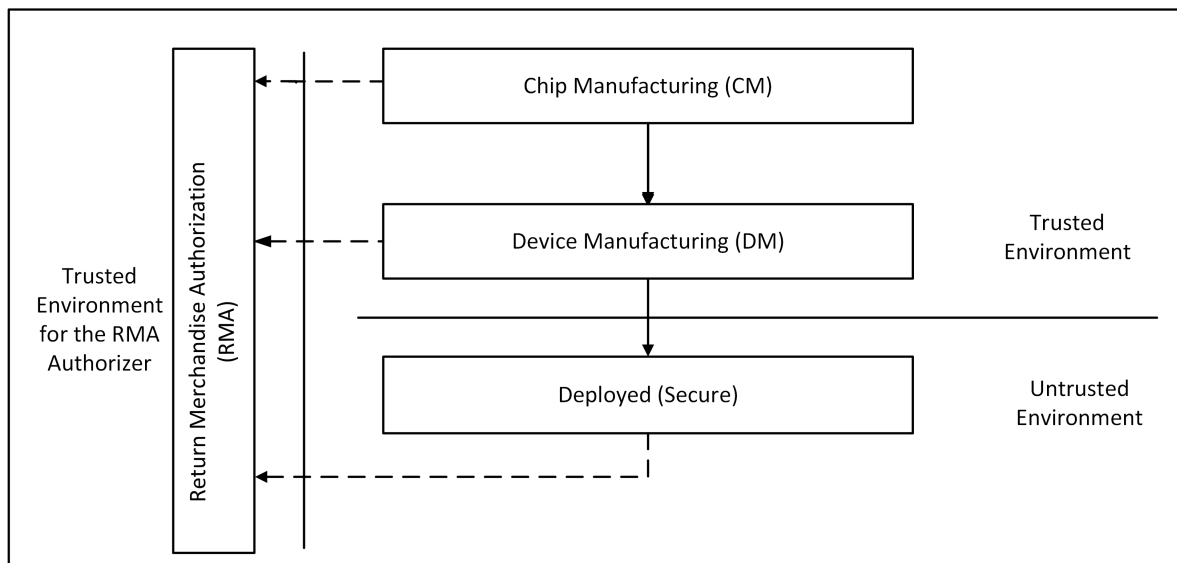 Trusted
Environment
for the RMA
Authorizer
Return Merchandise Authorization
(RMA)
Chip Manufacturing (CM)
Device Manufacturing (DM)
Trusted
Environment
Deployed (Secure)
Untrusted
Environment